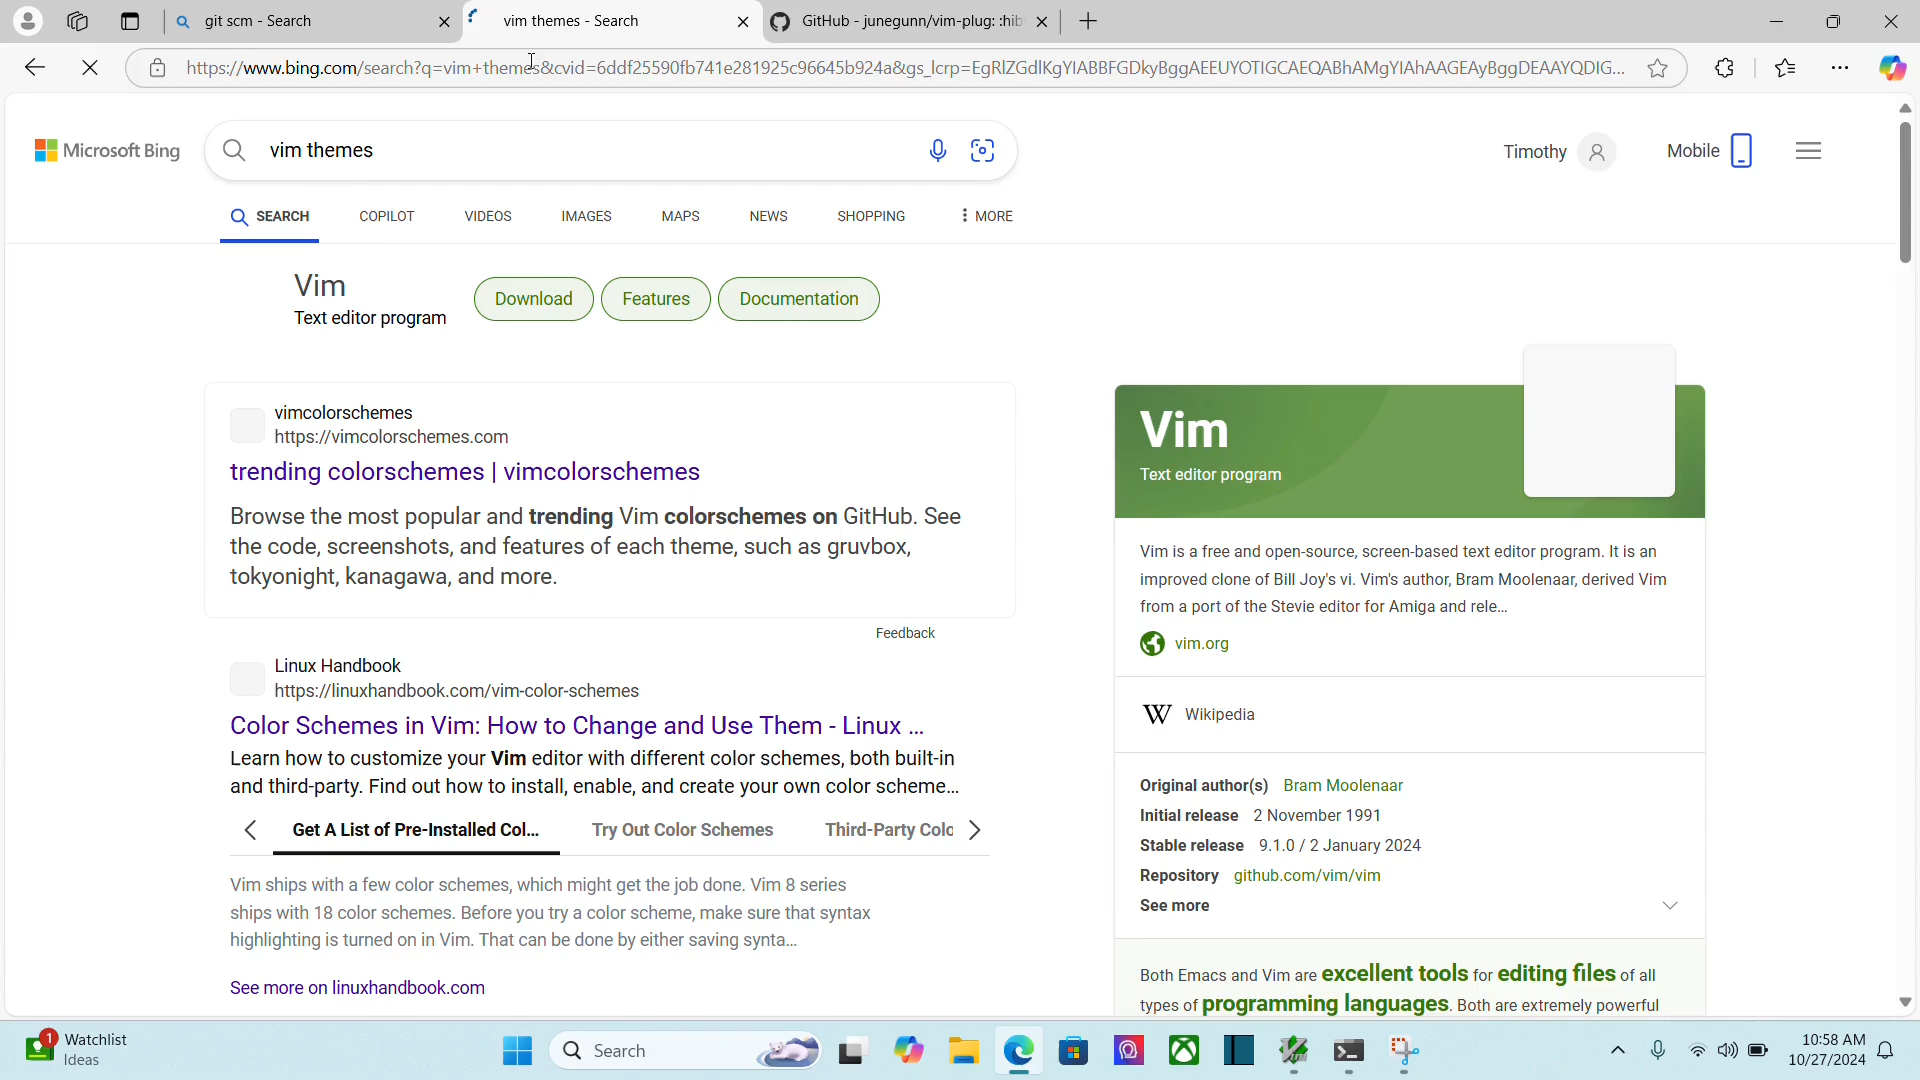 git scm - Search
vim themes - Search
GitHub - junegunn/vim-plug: :hib
https://www.bing.com/search?q=vim+themes&cvid=6ddf25590fb741e281925c96645b924a&gs_lcrp=EgRlZGdlKgYIABBFGDkyBggAEEUYOTIGCAEQABhAMgYIAhAAGEAyBggDEAAYQDIG...
Microsoft Bing
vim themes
Timothy
Mobile
SEARCH
COPILOT
VIDEOS
IMAGES
MAPS
NEWS
SHOPPING
MORE
Vim
Text editor program
Download
Features
Documentation
vimcolorschemes
https://vimcolorschemes.com
trending colorschemes | vimcolorschemes
Browse the most popular and trending Vim colorschemes on GitHub. See
the code, screenshots, and features of each theme, such as gruvbox,
tokyonight, kanagawa, and more.
Feedback
Linux Handbook
https://linuxhandbook.com/vim-color-schemes
Color Schemes in Vim: How to Change and Use Them - Linux ...
Learn how to customize your Vim editor with different color schemes, both built-in
and third-party. Find out how to install, enable, and create your own color scheme...
Get A List of Pre-Installed Col...
Try Out Color Schemes
Third-Party Colo
Vim ships with a few color schemes, which might get the job done. Vim 8 series
ships with 18 color schemes. Before you try a color scheme, make sure that syntax
highlighting is turned on in Vim. That can be done by either saving synta...
See more on linuxhandbook.com
Vim
Text editor program
Vim is a free and open-source, screen-based text editor program. It is an
improved clone of Bill Joy's vi. Vim's author, Bram Moolenaar, derived Vim
from a port of the Stevie editor for Amiga and rele...
vim.org
W Wikipedia
Original author(s) Bram Moolenaar
Initial release 2 November 1991
Stable release 9.1.0 / 2 January 2024
Repository github.com/vim/vim
See more
Both Emacs and Vim are excellent tools for editing files of all
types of programming languages. Both are extremely powerful
1
Watchlist
Ideas
Search
10:58 AM
10/27/2024